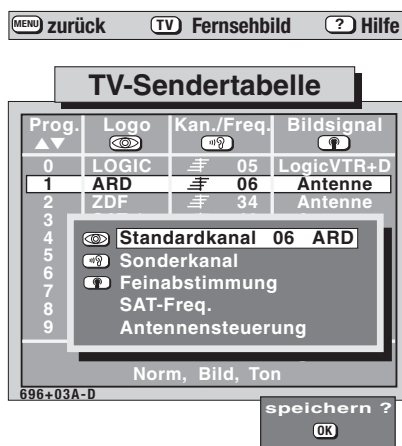 MENU zurück TV Fernsehbild ? Hilfe
TV-Sendertabelle
Prog. Logo Kan./Freq. Bildsignal
0 LOGIC 05 LogicVTR+D
1 ARD 06 Antenne
2 ZDF 34 Antenne
3
4 Standardkanal 06 ARD
5 Sonderkanal
6
7 Feinabstimmung
8 SAT-Freq.
9 Antennensteuerung
Norm, Bild, Ton
696+03A-D
speichern ?
OK